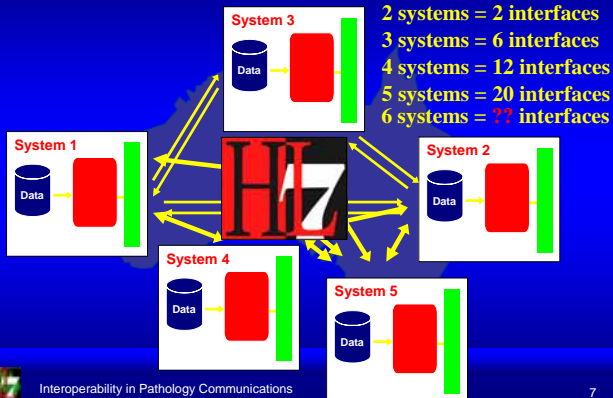 System 3
Data
2 systems = 2 interfaces
3 systems = 6 interfaces
4 systems = 12 interfaces
5 systems = 20 interfaces
6 systems = ?? interfaces
System 1
Data
HL7
System 2
Data
System 4
Data
System 5
Data
Interoperability in Pathology Communications
7